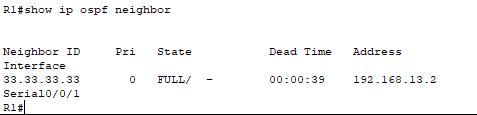 R1#show ip ospf neighbor
Neighbor ID Pri State Dead Time Address
Interface
33.33.33.33 0 FULL/ - 00:00:39 192.168.13.2
Serial0/0/1
R1#